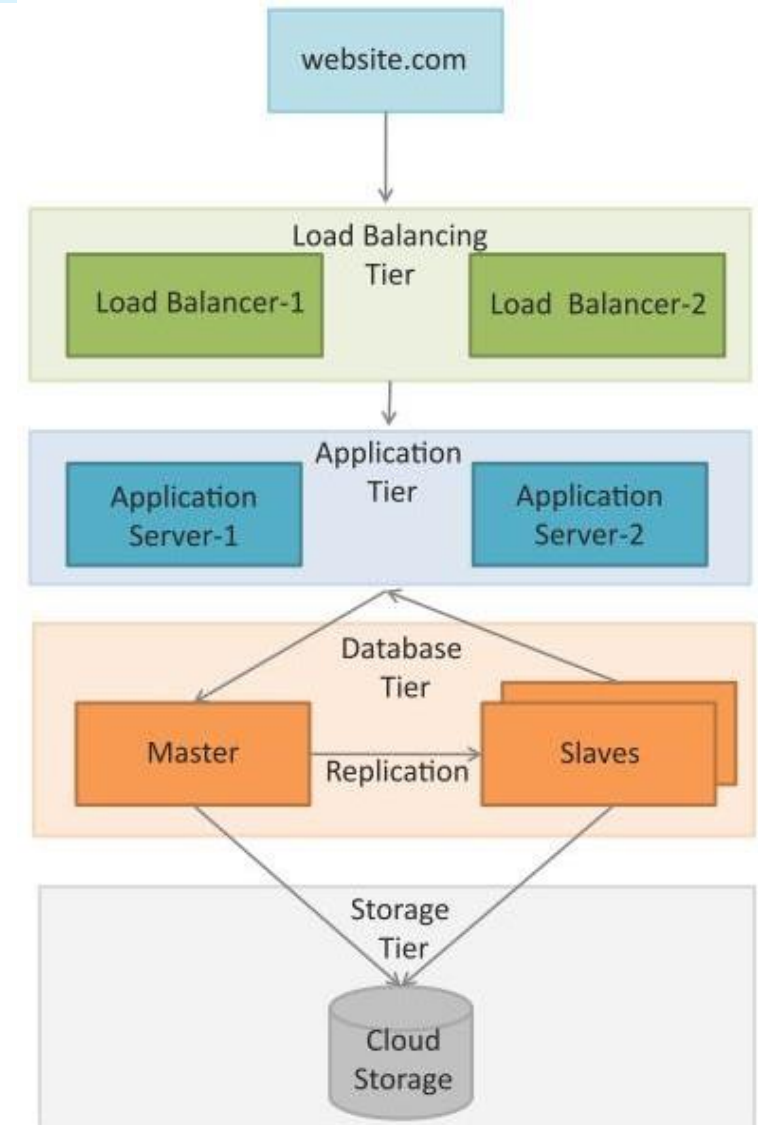 website.com
Load Balancing
Tier
Load Balancer-1
Load Balancer-2
Application
Tier
Application
Server-1
Application
Server-2
Database
Tier
Master
Replication
Slaves
Storage
Tier
Cloud
Storage